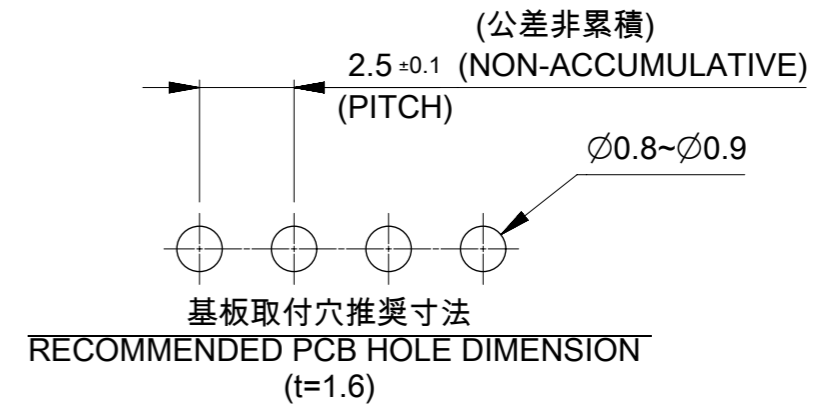 (公差非累積)
2.5 ±0.1 (NON-ACCUMULATIVE)
(PITCH)
∅0.8~∅0.9
基板取付穴推奨寸法
RECOMMENDED PCB HOLE DIMENSION
(t=1.6)